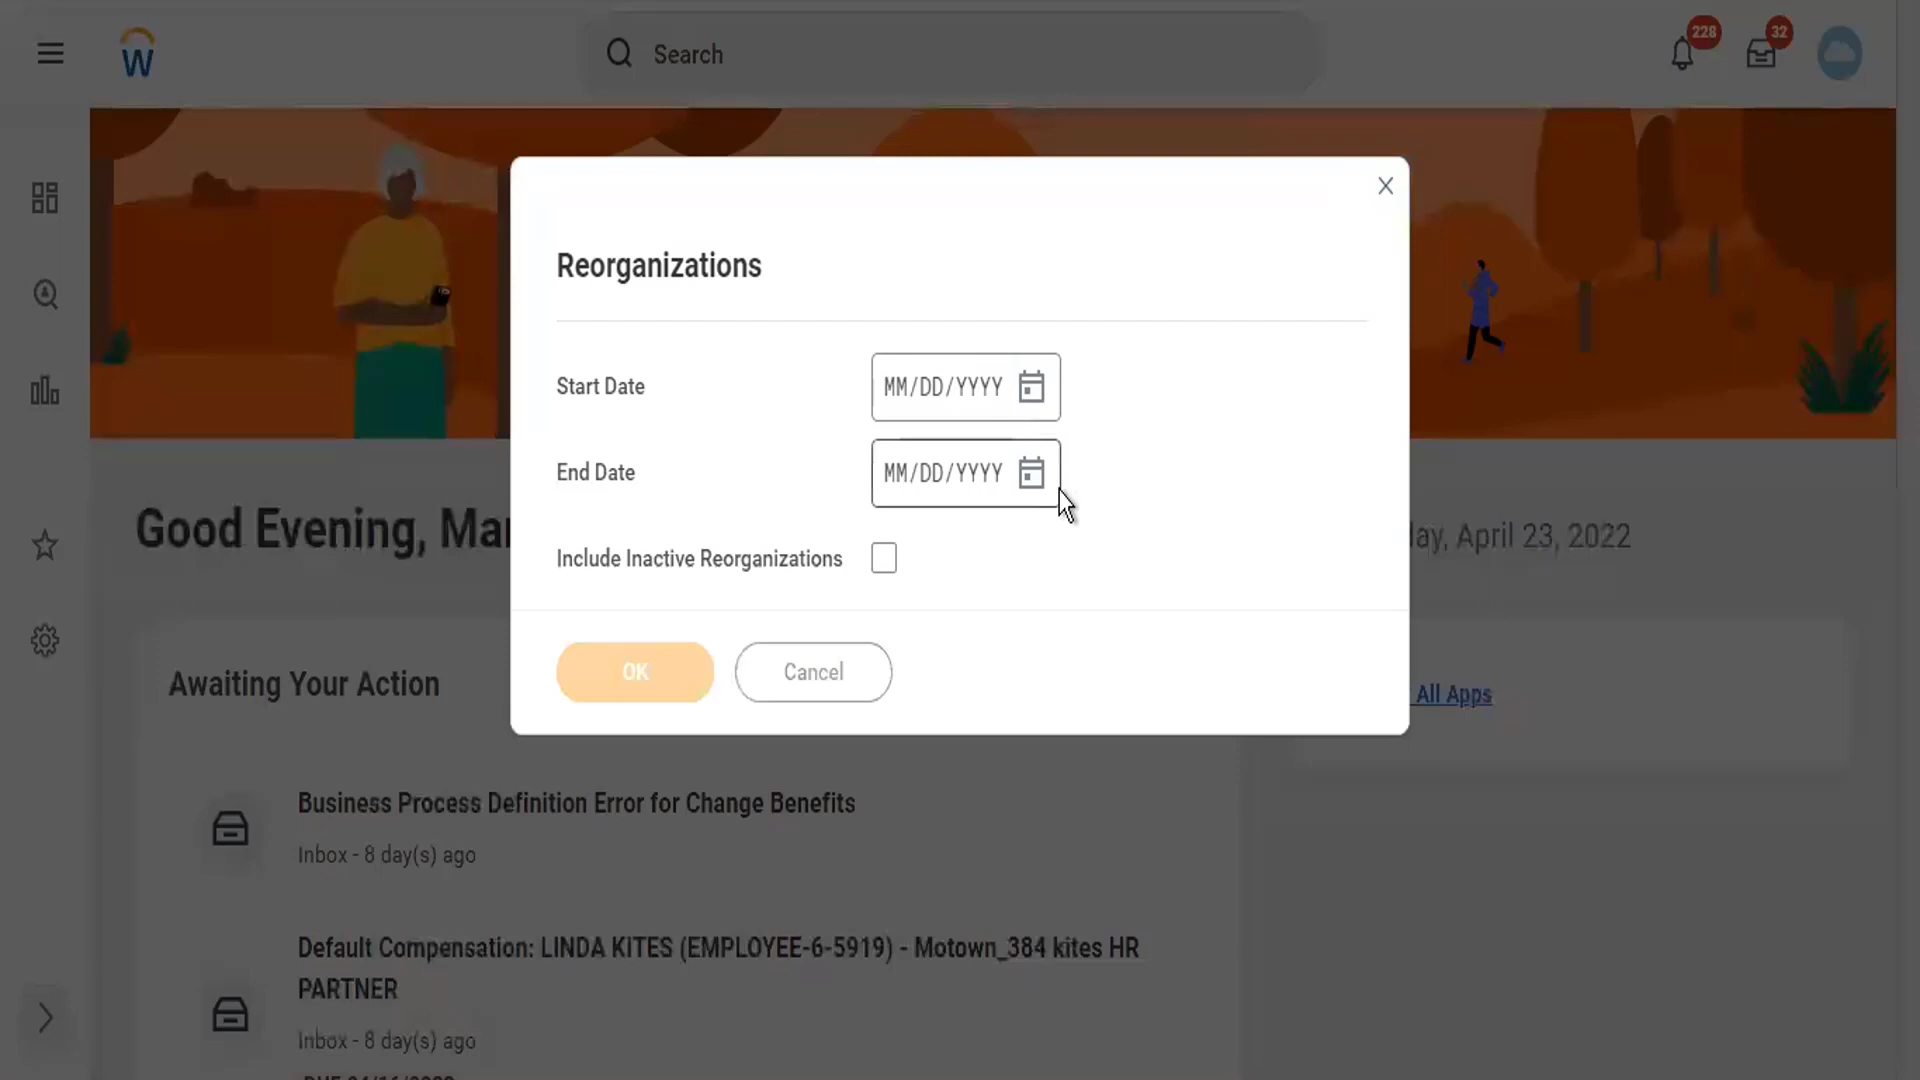 W
Search
228
32
Reorganizations
Start Date
MM/DD/YYYY
End Date
MM/DD/YYYY
Include Inactive Reorganizations
OK
Cancel
Good Evening, Mar
ay, April 23, 2022
Awaiting Your Action
All Apps
Business Process Definition Error for Change Benefits
Inbox - 8 day(s) ago
Default Compensation: LINDA KITES (EMPLOYEE-6-5919) - Motown_384 kites HR
PARTNER
Inbox - 8 day(s) ago